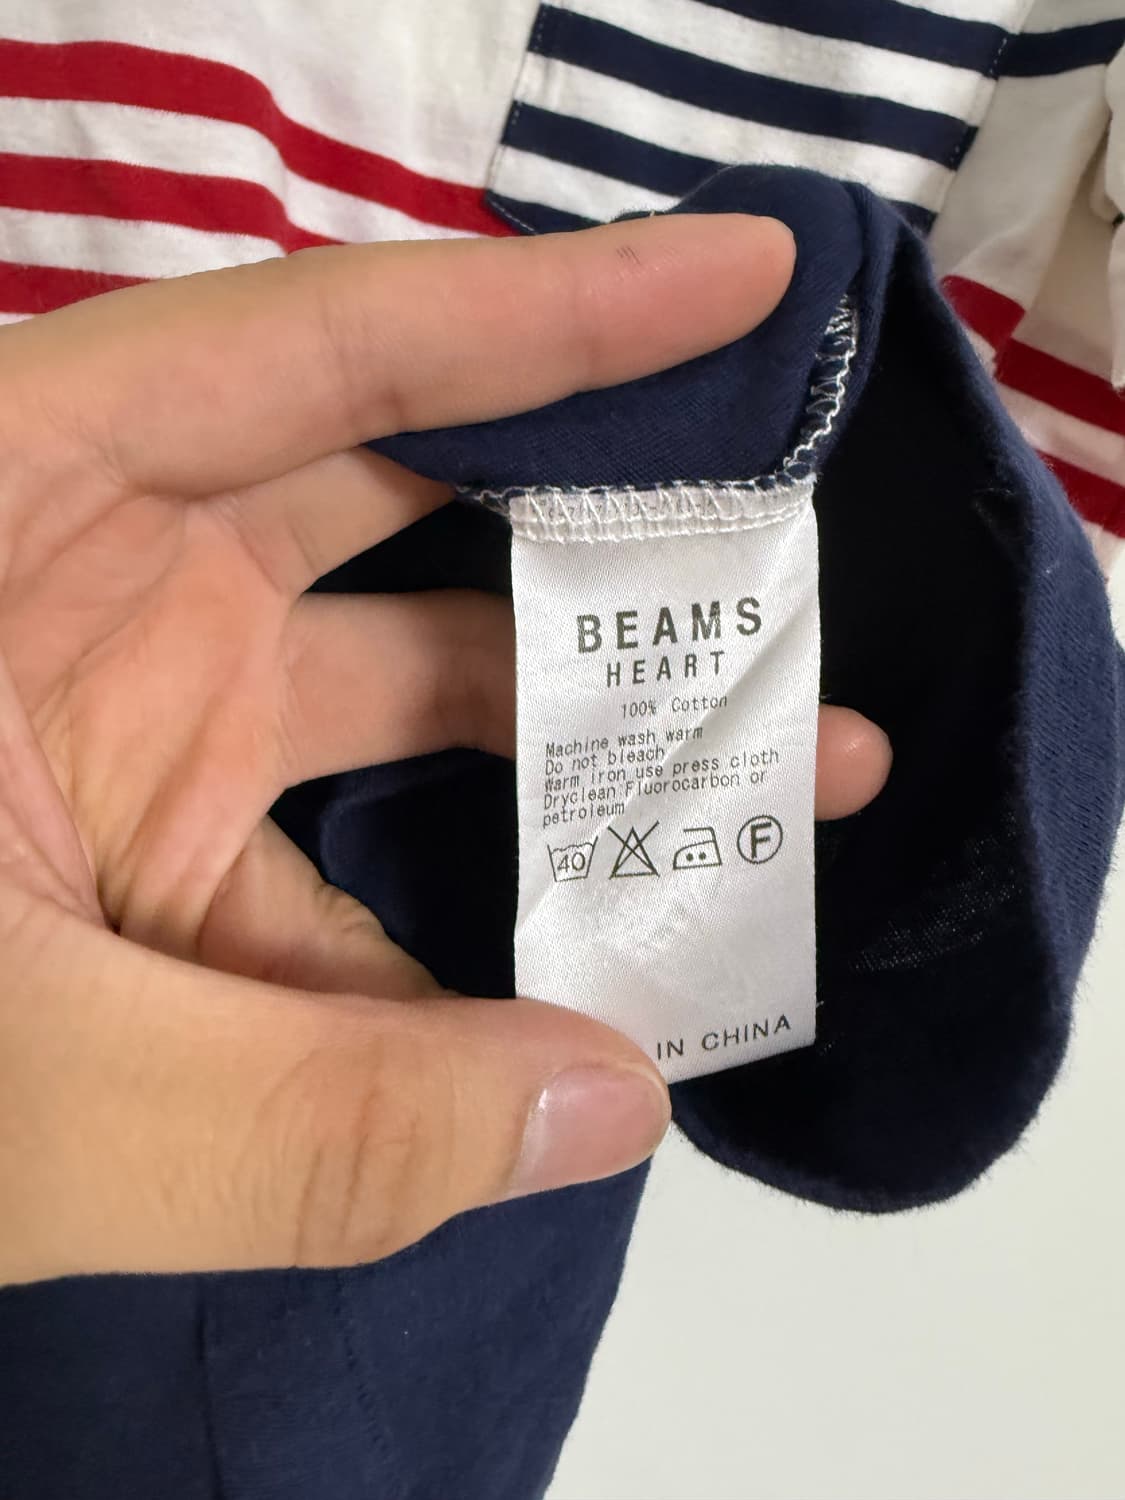 BEAMS
HEART
100% Cotton
Machine wash warm
Do not bleach
Warm iron use press cloth
Dryclean Fluorocarbon or
petroleum
40
F
IN CHINA